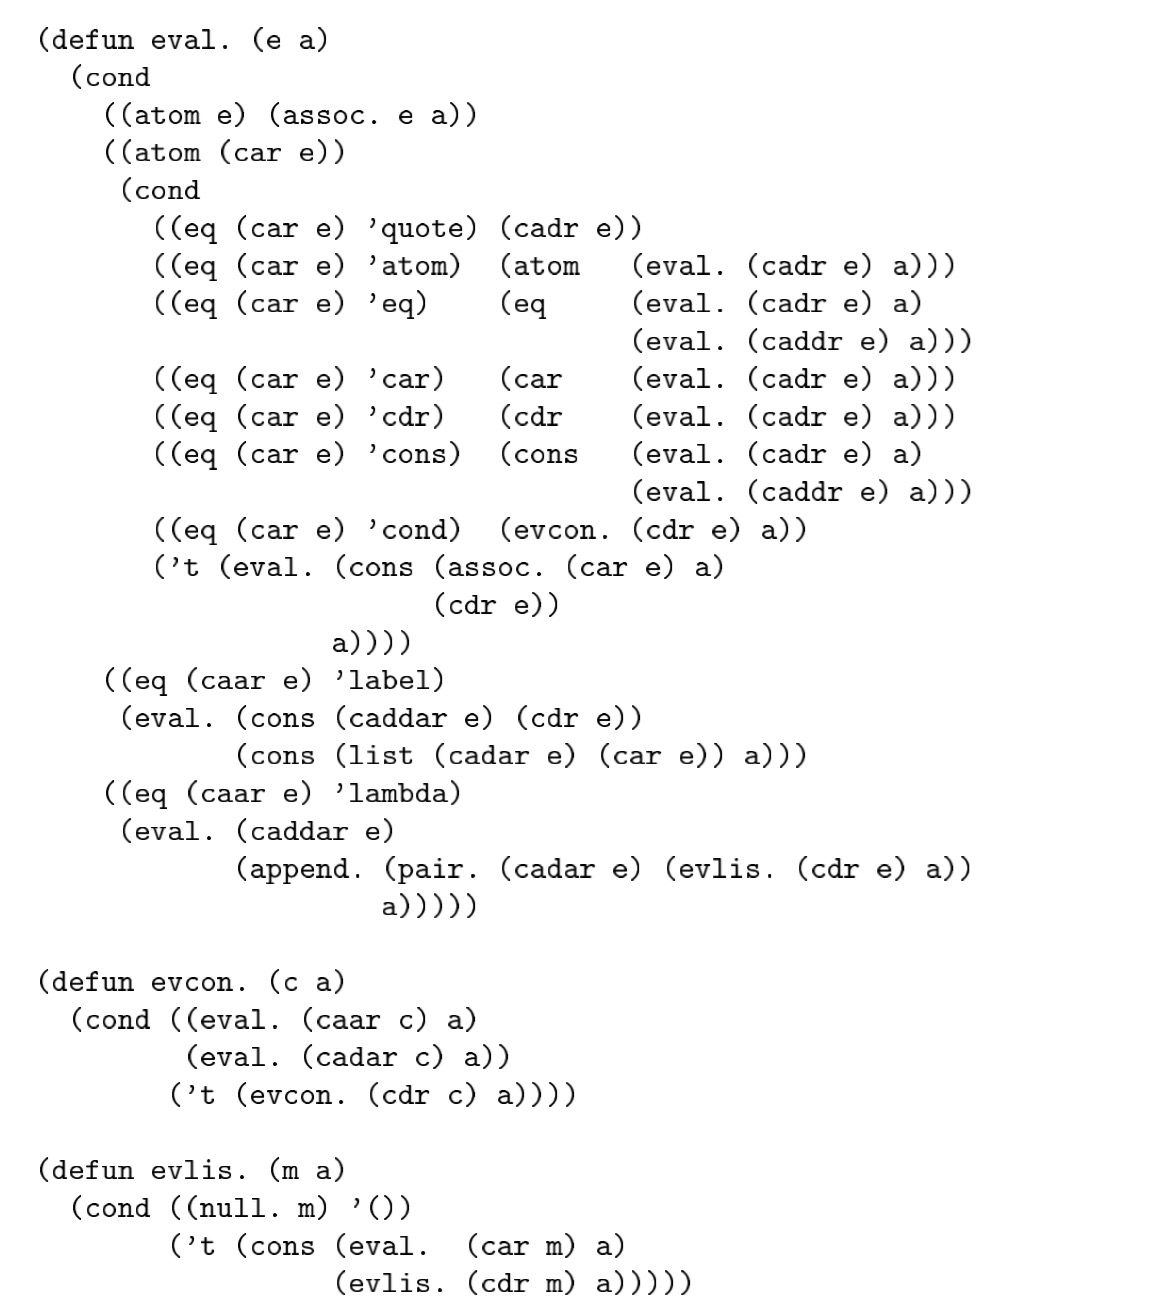 (defun eval. (e a)
  (cond
    ((atom e) (assoc. e a))
    ((atom (car e))
     (cond
       ((eq (car e) ’quote) (cadr e))
       ((eq (car e) ’atom)  (atom   (eval. (cadr e) a)))
       ((eq (car e) ’eq)    (eq     (eval. (cadr e) a)
                                    (eval. (caddr e) a)))
       ((eq (car e) ’car)   (car    (eval. (cadr e) a)))
       ((eq (car e) ’cdr)   (cdr    (eval. (cadr e) a)))
       ((eq (car e) ’cons)  (cons   (eval. (cadr e) a)
                                    (eval. (caddr e) a)))
       ((eq (car e) ’cond)  (evcon. (cdr e) a))
       (’t (eval. (cons (assoc. (car e) a)
                        (cdr e))
                  a))))
    ((eq (caar e) ’label)
     (eval. (cons (caddar e) (cdr e))
            (cons (list (cadar e) (car e)) a)))
    ((eq (caar e) ’lambda)
     (eval. (caddar e)
            (append. (pair. (cadar e) (evlis. (cdr e) a))
                     a)))))

(defun evcon. (c a)
  (cond ((eval. (caar c) a)
         (eval. (cadar c) a))
        (’t (evcon. (cdr c) a))))

(defun evlis. (m a)
  (cond ((null. m) ’())
        (’t (cons (eval.  (car m) a)
                  (evlis. (cdr m) a)))))